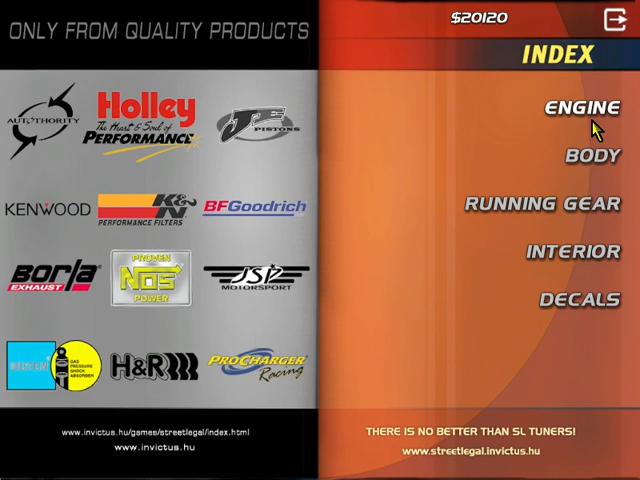 ONLY FROM QUALITY PRODUCTS
AUTHORITY
Holley
The Heart & Soul of
PERFORMANCE
JE PISTONS
KENWOOD
K&N
PERFORMANCE FILTERS
BFGoodrich
Borla
EXHAUST
PROVEN
NOS
POWER
JSP
MOTORSPORT
GAS
PRESSURE
SHOCK
ABSORBER
H&R
PROCHARGER
Racing
www.invictus.hu/games/streetlegal/index.html
www.invictus.hu
$20120
INDEX
ENGINE
BODY
RUNNING GEAR
INTERIOR
DECALS
THERE IS NO BETTER THAN SL TUNERS!
www.streetlegal.invictus.hu